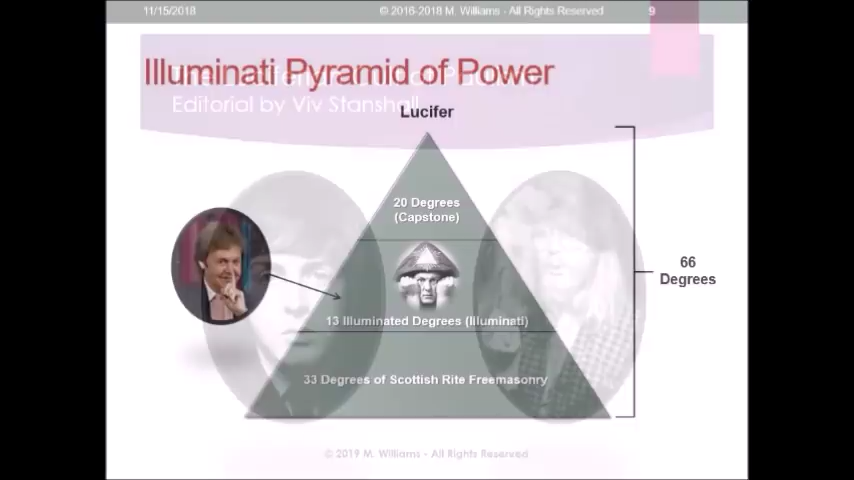 11/15/2018
© 2016-2018 M. Williams - All Rights Reserved
9
Illuminati Pyramid of Power
Editorial by Viv Stanshall
Lucifer
20 Degrees
(Capstone)
66
Degrees
13 Illuminated Degrees (Illuminati)
33 Degrees of Scottish Rite Freemasonry
© 2019 M. Williams - All Rights Reserved